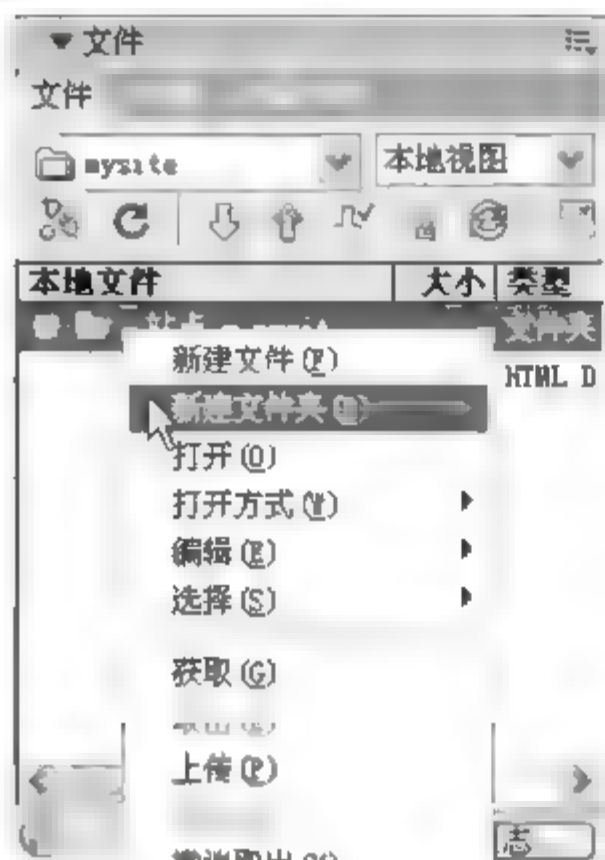 文件
文件
mysite 本地视图
本地文件 大小 类型
文件夹
新建文件(F)
HTML D
新建文件夹
打开(O)
打开方式(W)
编辑(E)
选择(S)
获取(G)
上传(P)
志